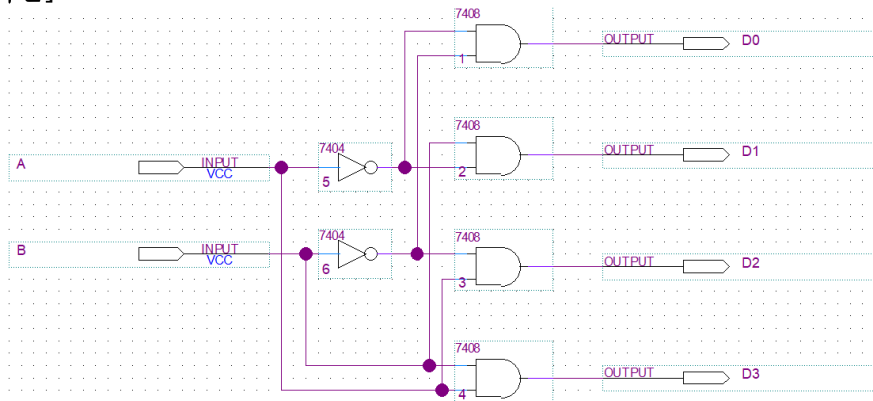 7408
1
OUTPUT
D0
7408
2
OUTPUT
D1
A
INPUT
VCC
7404
5
B
INPUT
VCC
7404
6
7408
3
OUTPUT
D2
7408
4
OUTPUT
D3